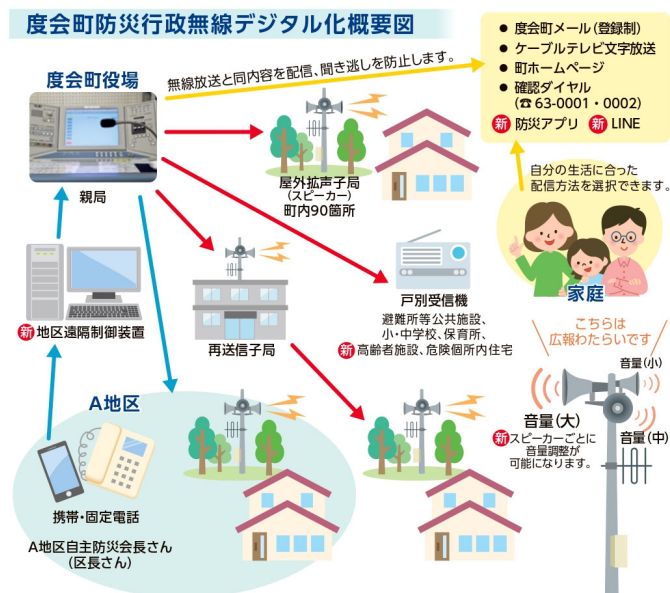 度会町防災行政無線デジタル化概要図
度会町役場
親局
無線放送と同内容を配信、聞き逃しを防止します。
● 度会町メール(登録制)
● ケーブルテレビ文字放送
● 町ホームページ
● 確認ダイヤル
(☎63-0001・0002)
新 防災アプリ 新 LINE
自分の生活に合った
配信方法を選択できます。
家庭
屋外拡声子局
(スピーカー)
町内90箇所
新 地区遠隔制御装置
再送信子局
戸別受信機
避難所等公共施設、
小・中学校、保育所、
新 高齢者施設、危険個所内住宅
こちらは
広報わたらいです
音量(小)
音量(大)
音量(中)
新 スピーカーごとに
音量調整が
可能になります。
A地区
携帯・固定電話
A地区自主防災会長さん
(区長さん)